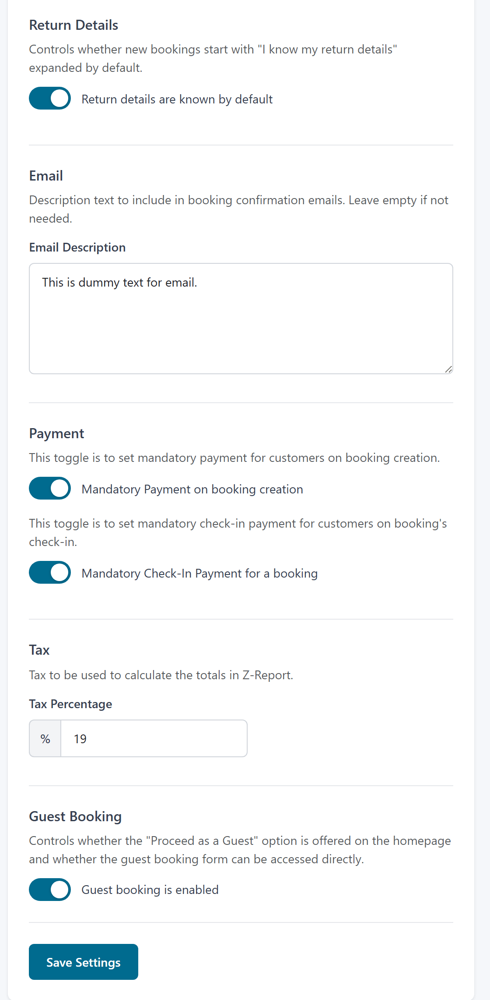 Return Details
Controls whether new bookings start with "I know my return details"
expanded by default.
Return details are known by default
Email
Description text to include in booking confirmation emails. Leave empty if not
needed.
Email Description
This is dummy text for email.
Payment
This toggle is to set mandatory payment for customers on booking creation.
Mandatory Payment on booking creation
This toggle is to set mandatory check-in payment for customers on booking's
check-in.
Mandatory Check-In Payment for a booking
Tax
Tax to be used to calculate the totals in Z-Report.
Tax Percentage
% 19
Guest Booking
Controls whether the "Proceed as a Guest" option is offered on the homepage
and whether the guest booking form can be accessed directly.
Guest booking is enabled
Save Settings